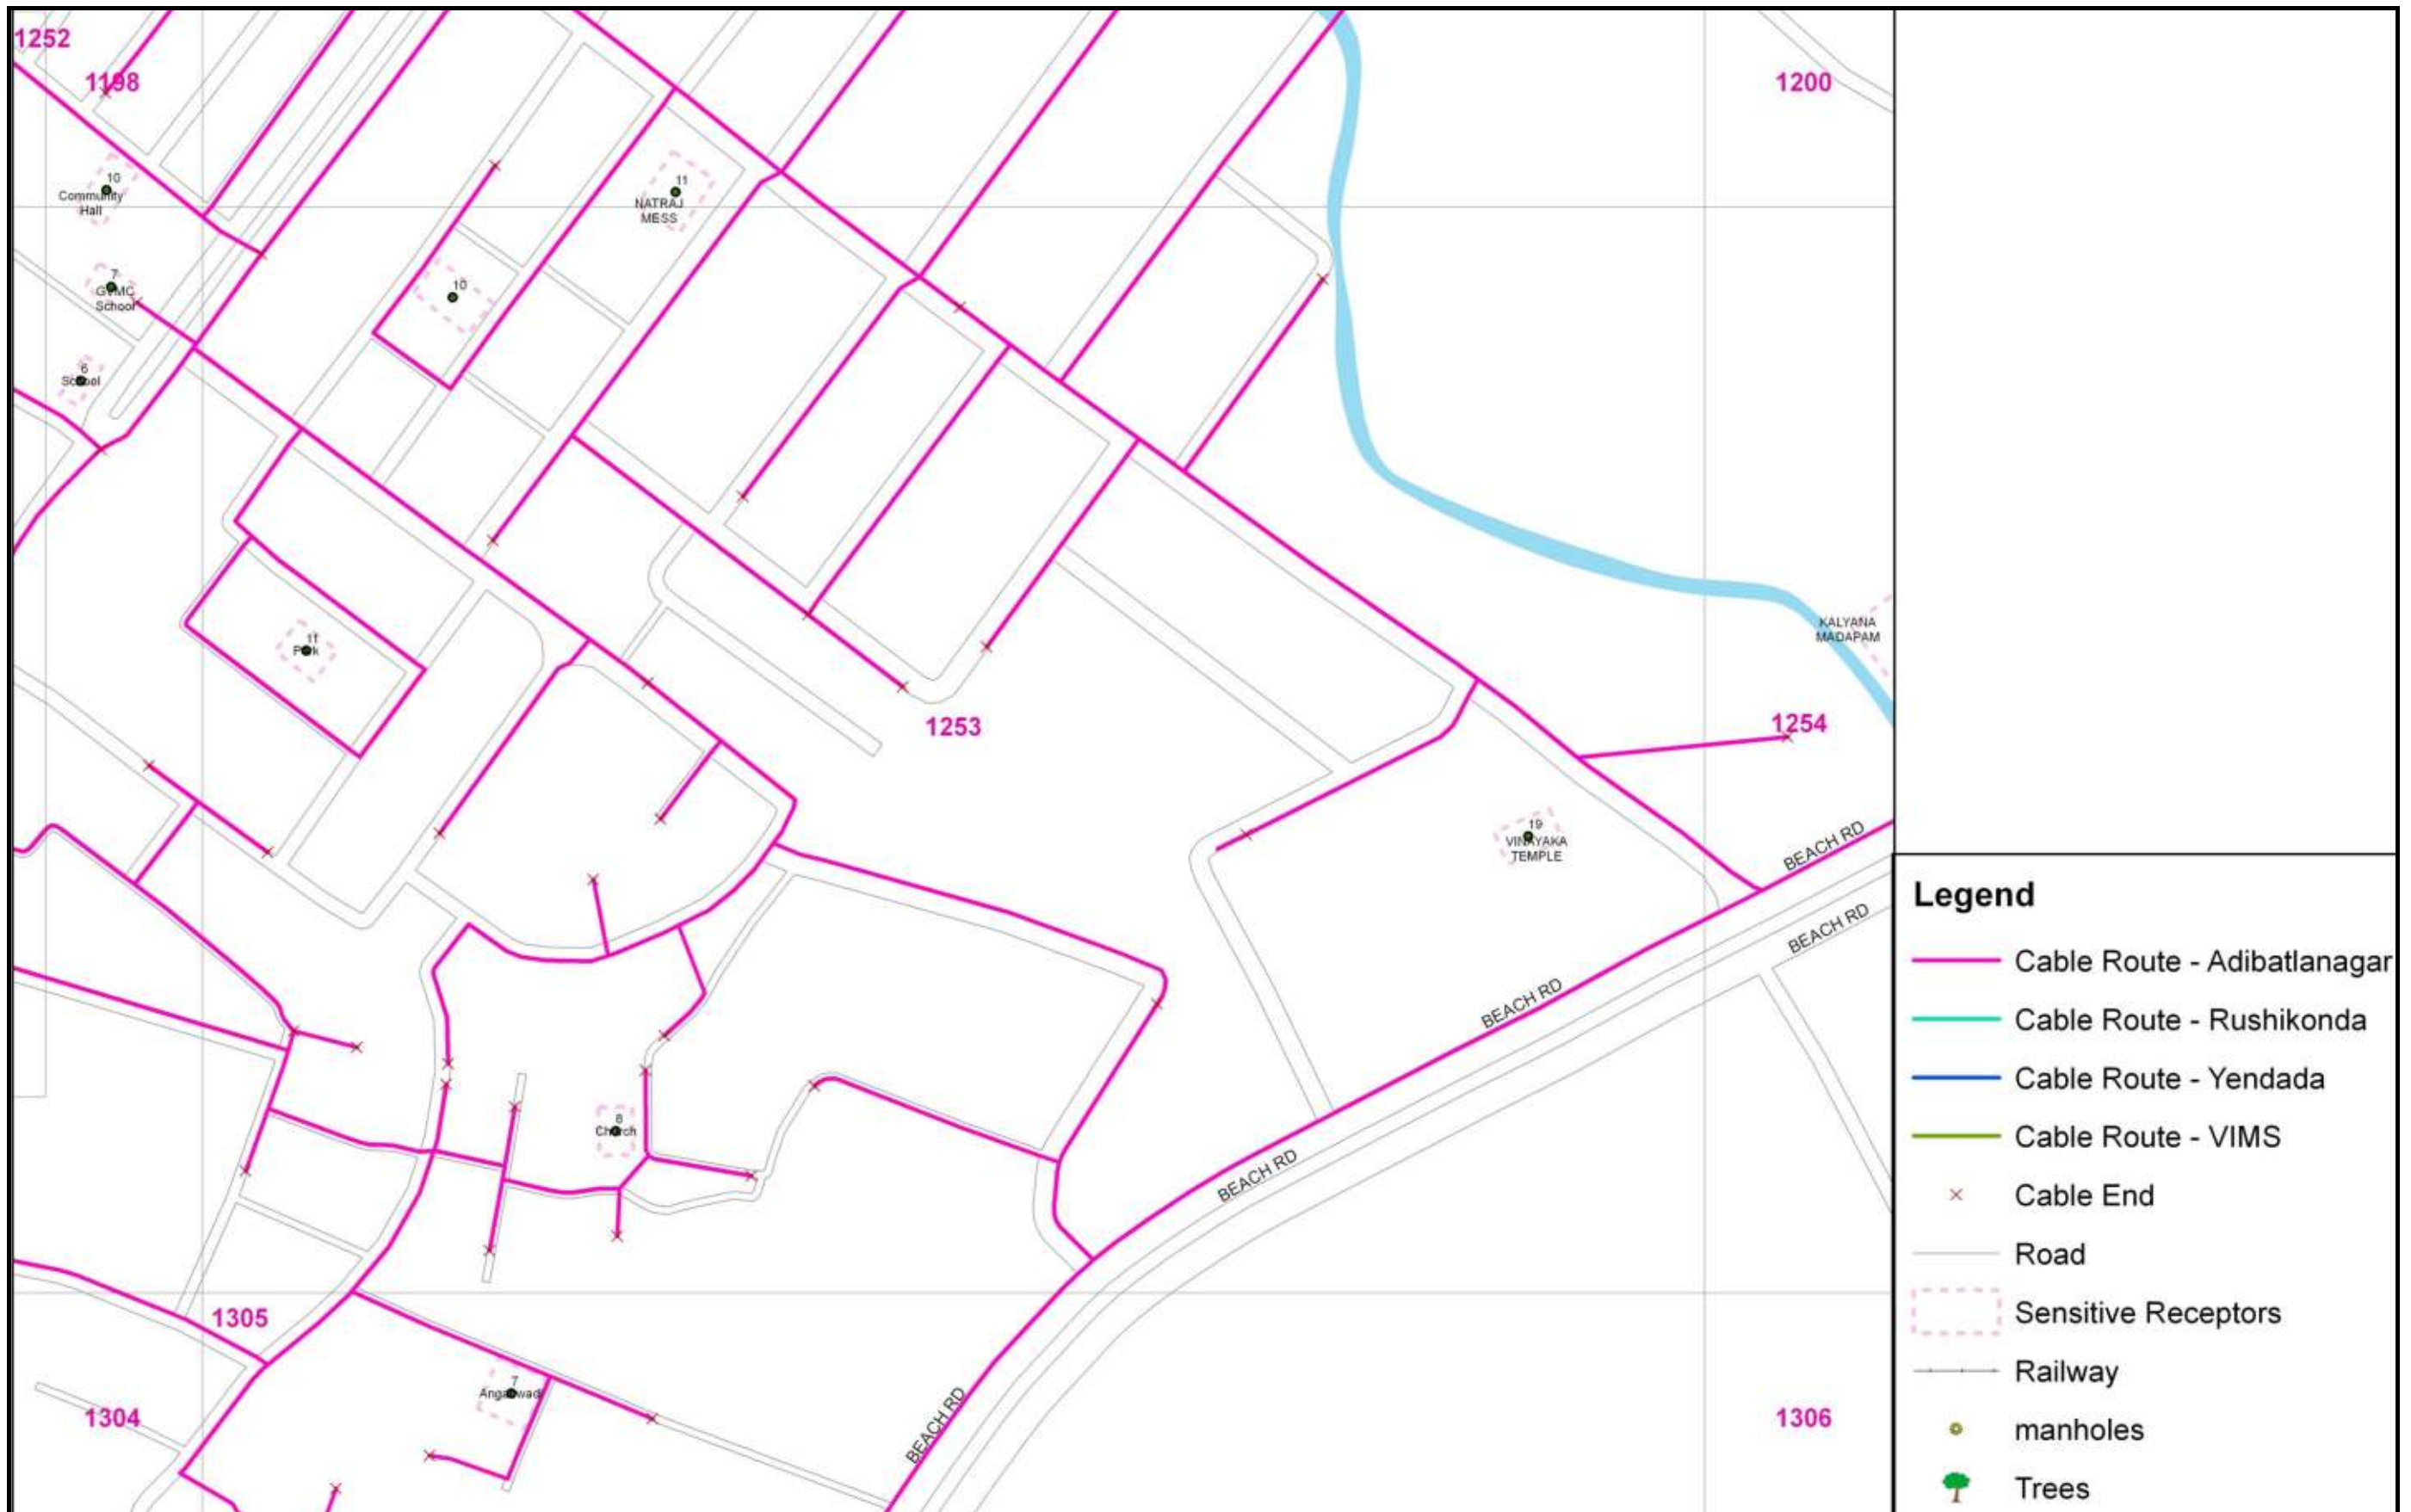 1252
1198
1200
10
Community
Hall
11
NATRAJ
MESS
7
GVMC
School
10
6
School
11
Park
KALYANA
MADAPAM
1253
1254
19
VINAYAKA
TEMPLE
BEACH RD
BEACH RD
BEACH RD
BEACH RD
8
Church
1305
7
Anganwadi
1304
BEACH RD
1306
Legend
Cable Route - Adibatlanagar
Cable Route - Rushikonda
Cable Route - Yendada
Cable Route - VIMS
Cable End
Road
Sensitive Receptors
Railway
manholes
Trees